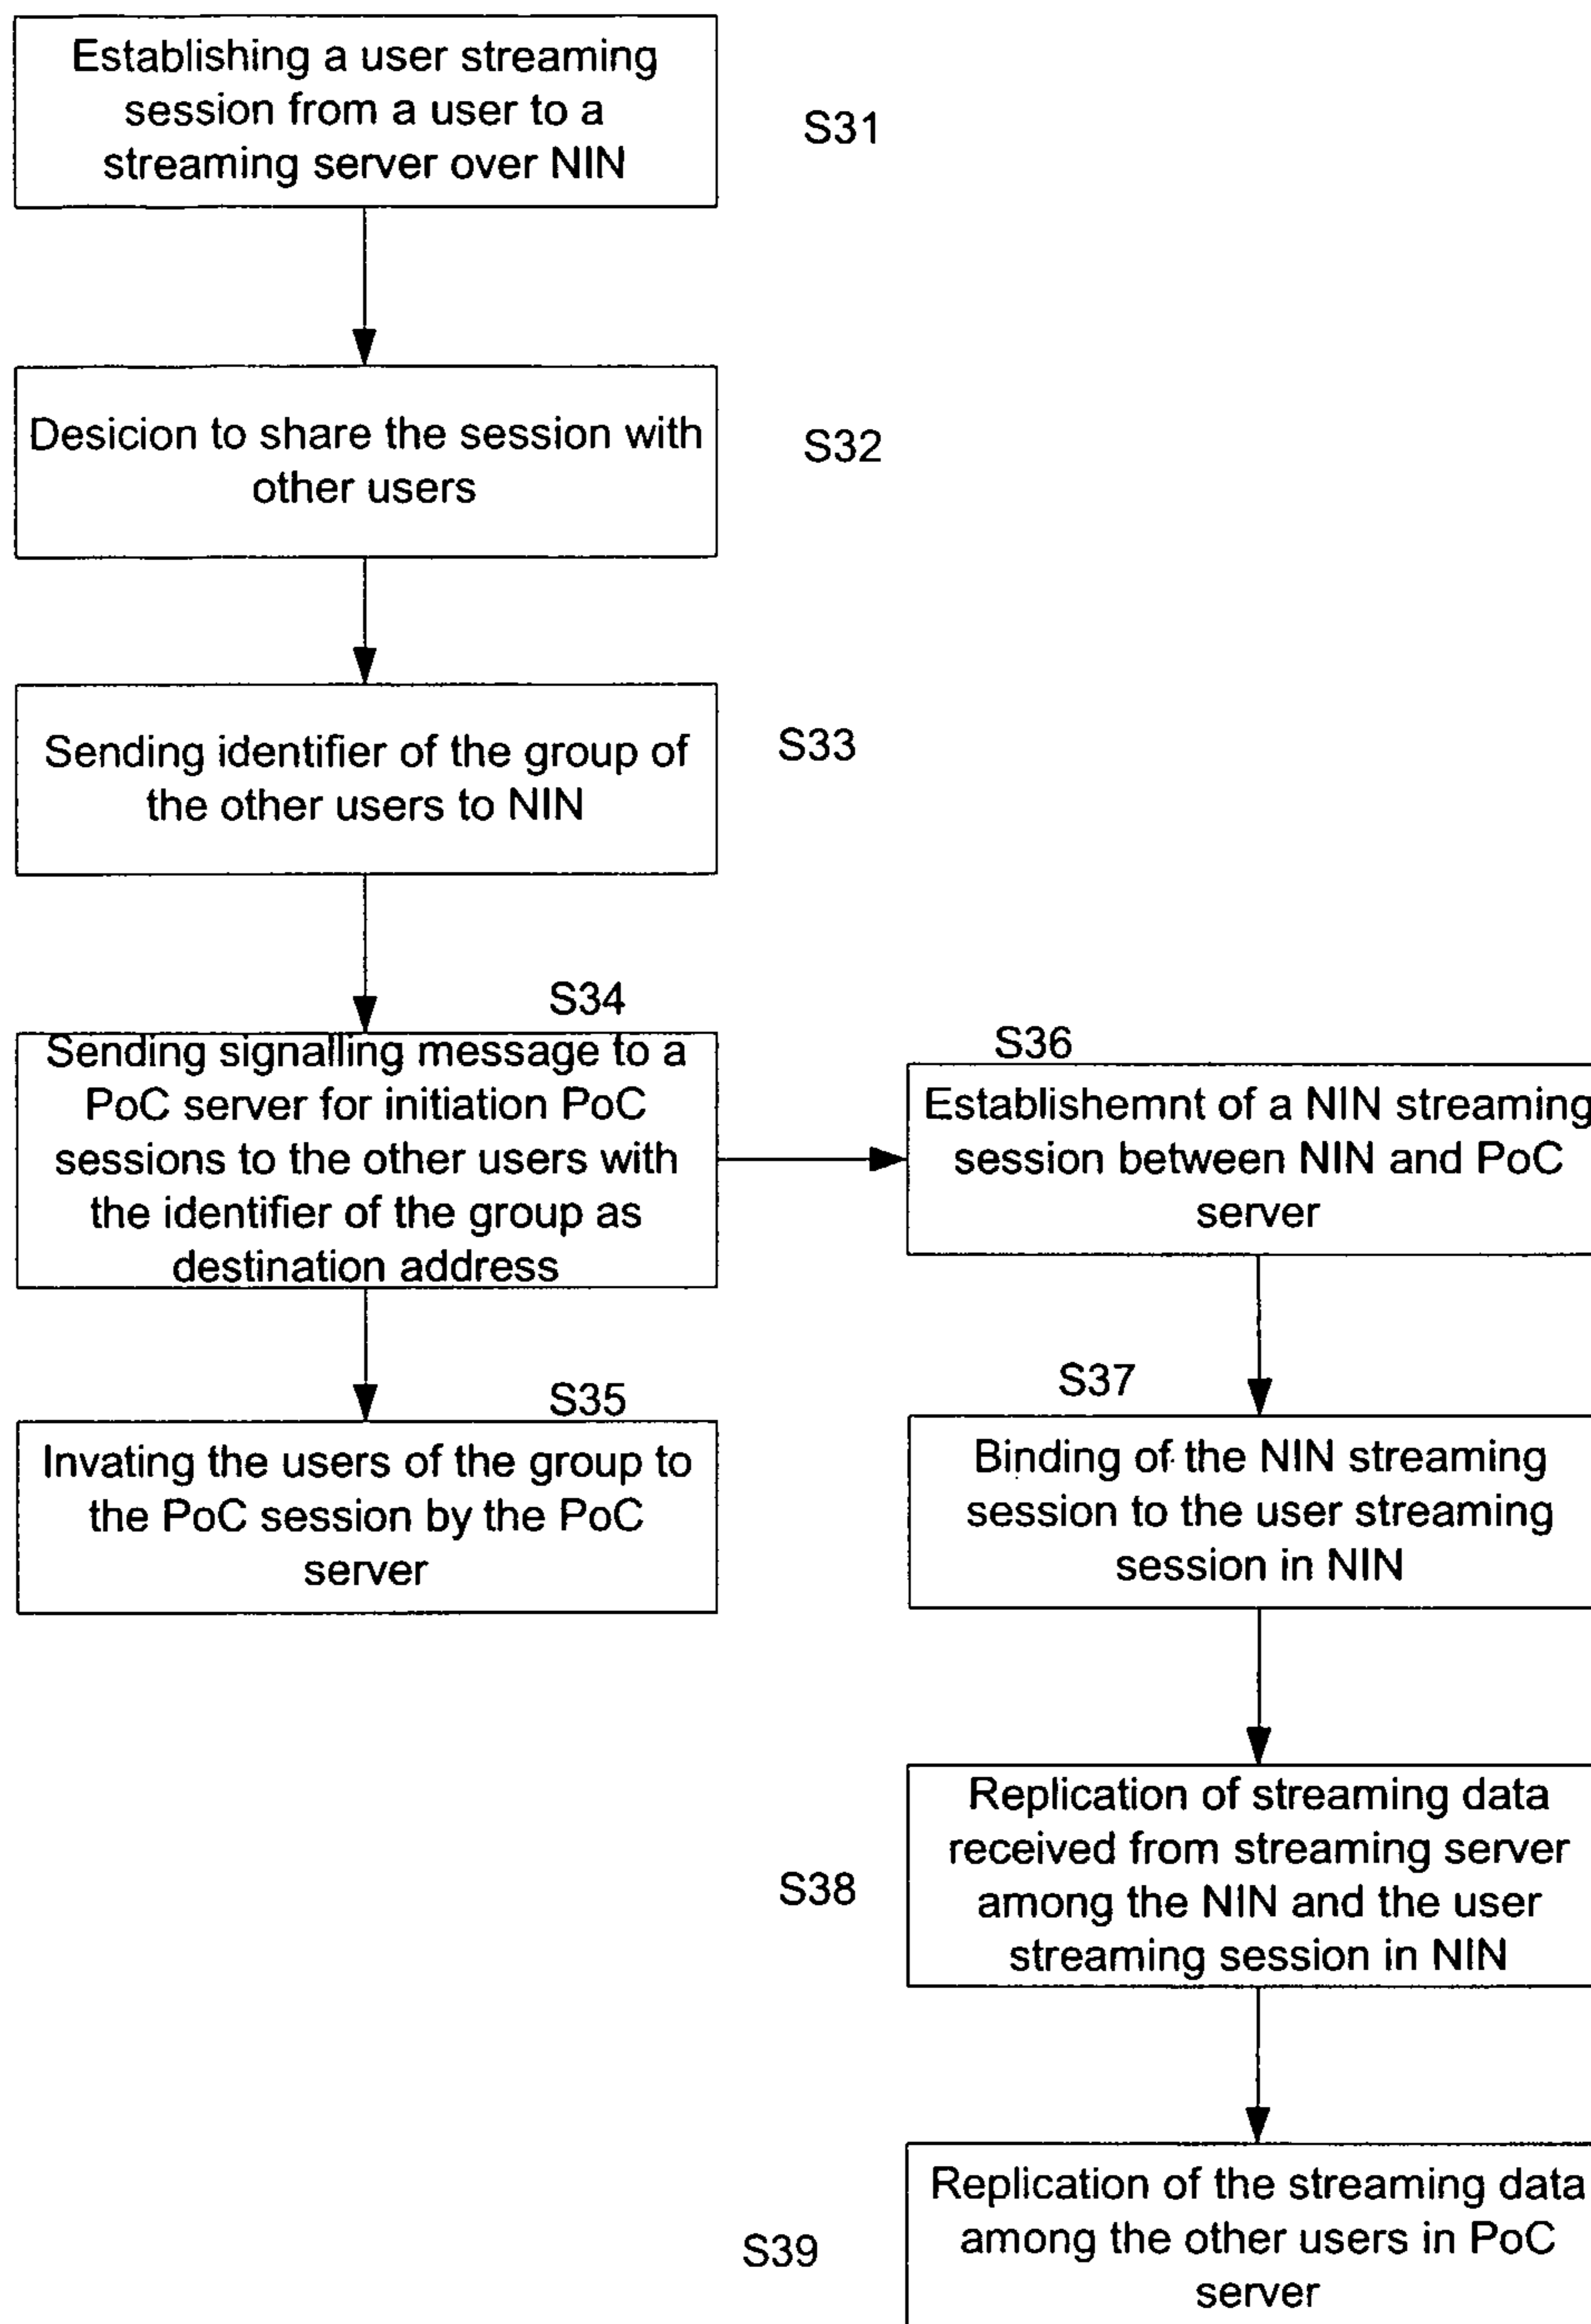 Establishing a user streaming
session from a user to a
streaming server over NIN
S31
Desicion to share the session with
other users
S32
Sending identifier of the group of
the other users to NIN
S33
S34
Sending signalling message to a
PoC server for initiation PoC
sessions to the other users with
the identifier of the group as
destination address
S35
Invating the users of the group to
the PoC session by the PoC
server
S36
Establishemnt of a NIN streaming
session between NIN and PoC
server
S37
Binding of the NIN streaming
session to the user streaming
session in NIN
S38
Replication of streaming data
received from streaming server
among the NIN and the user
streaming session in NIN
S39
Replication of the streaming data
among the other users in PoC
server